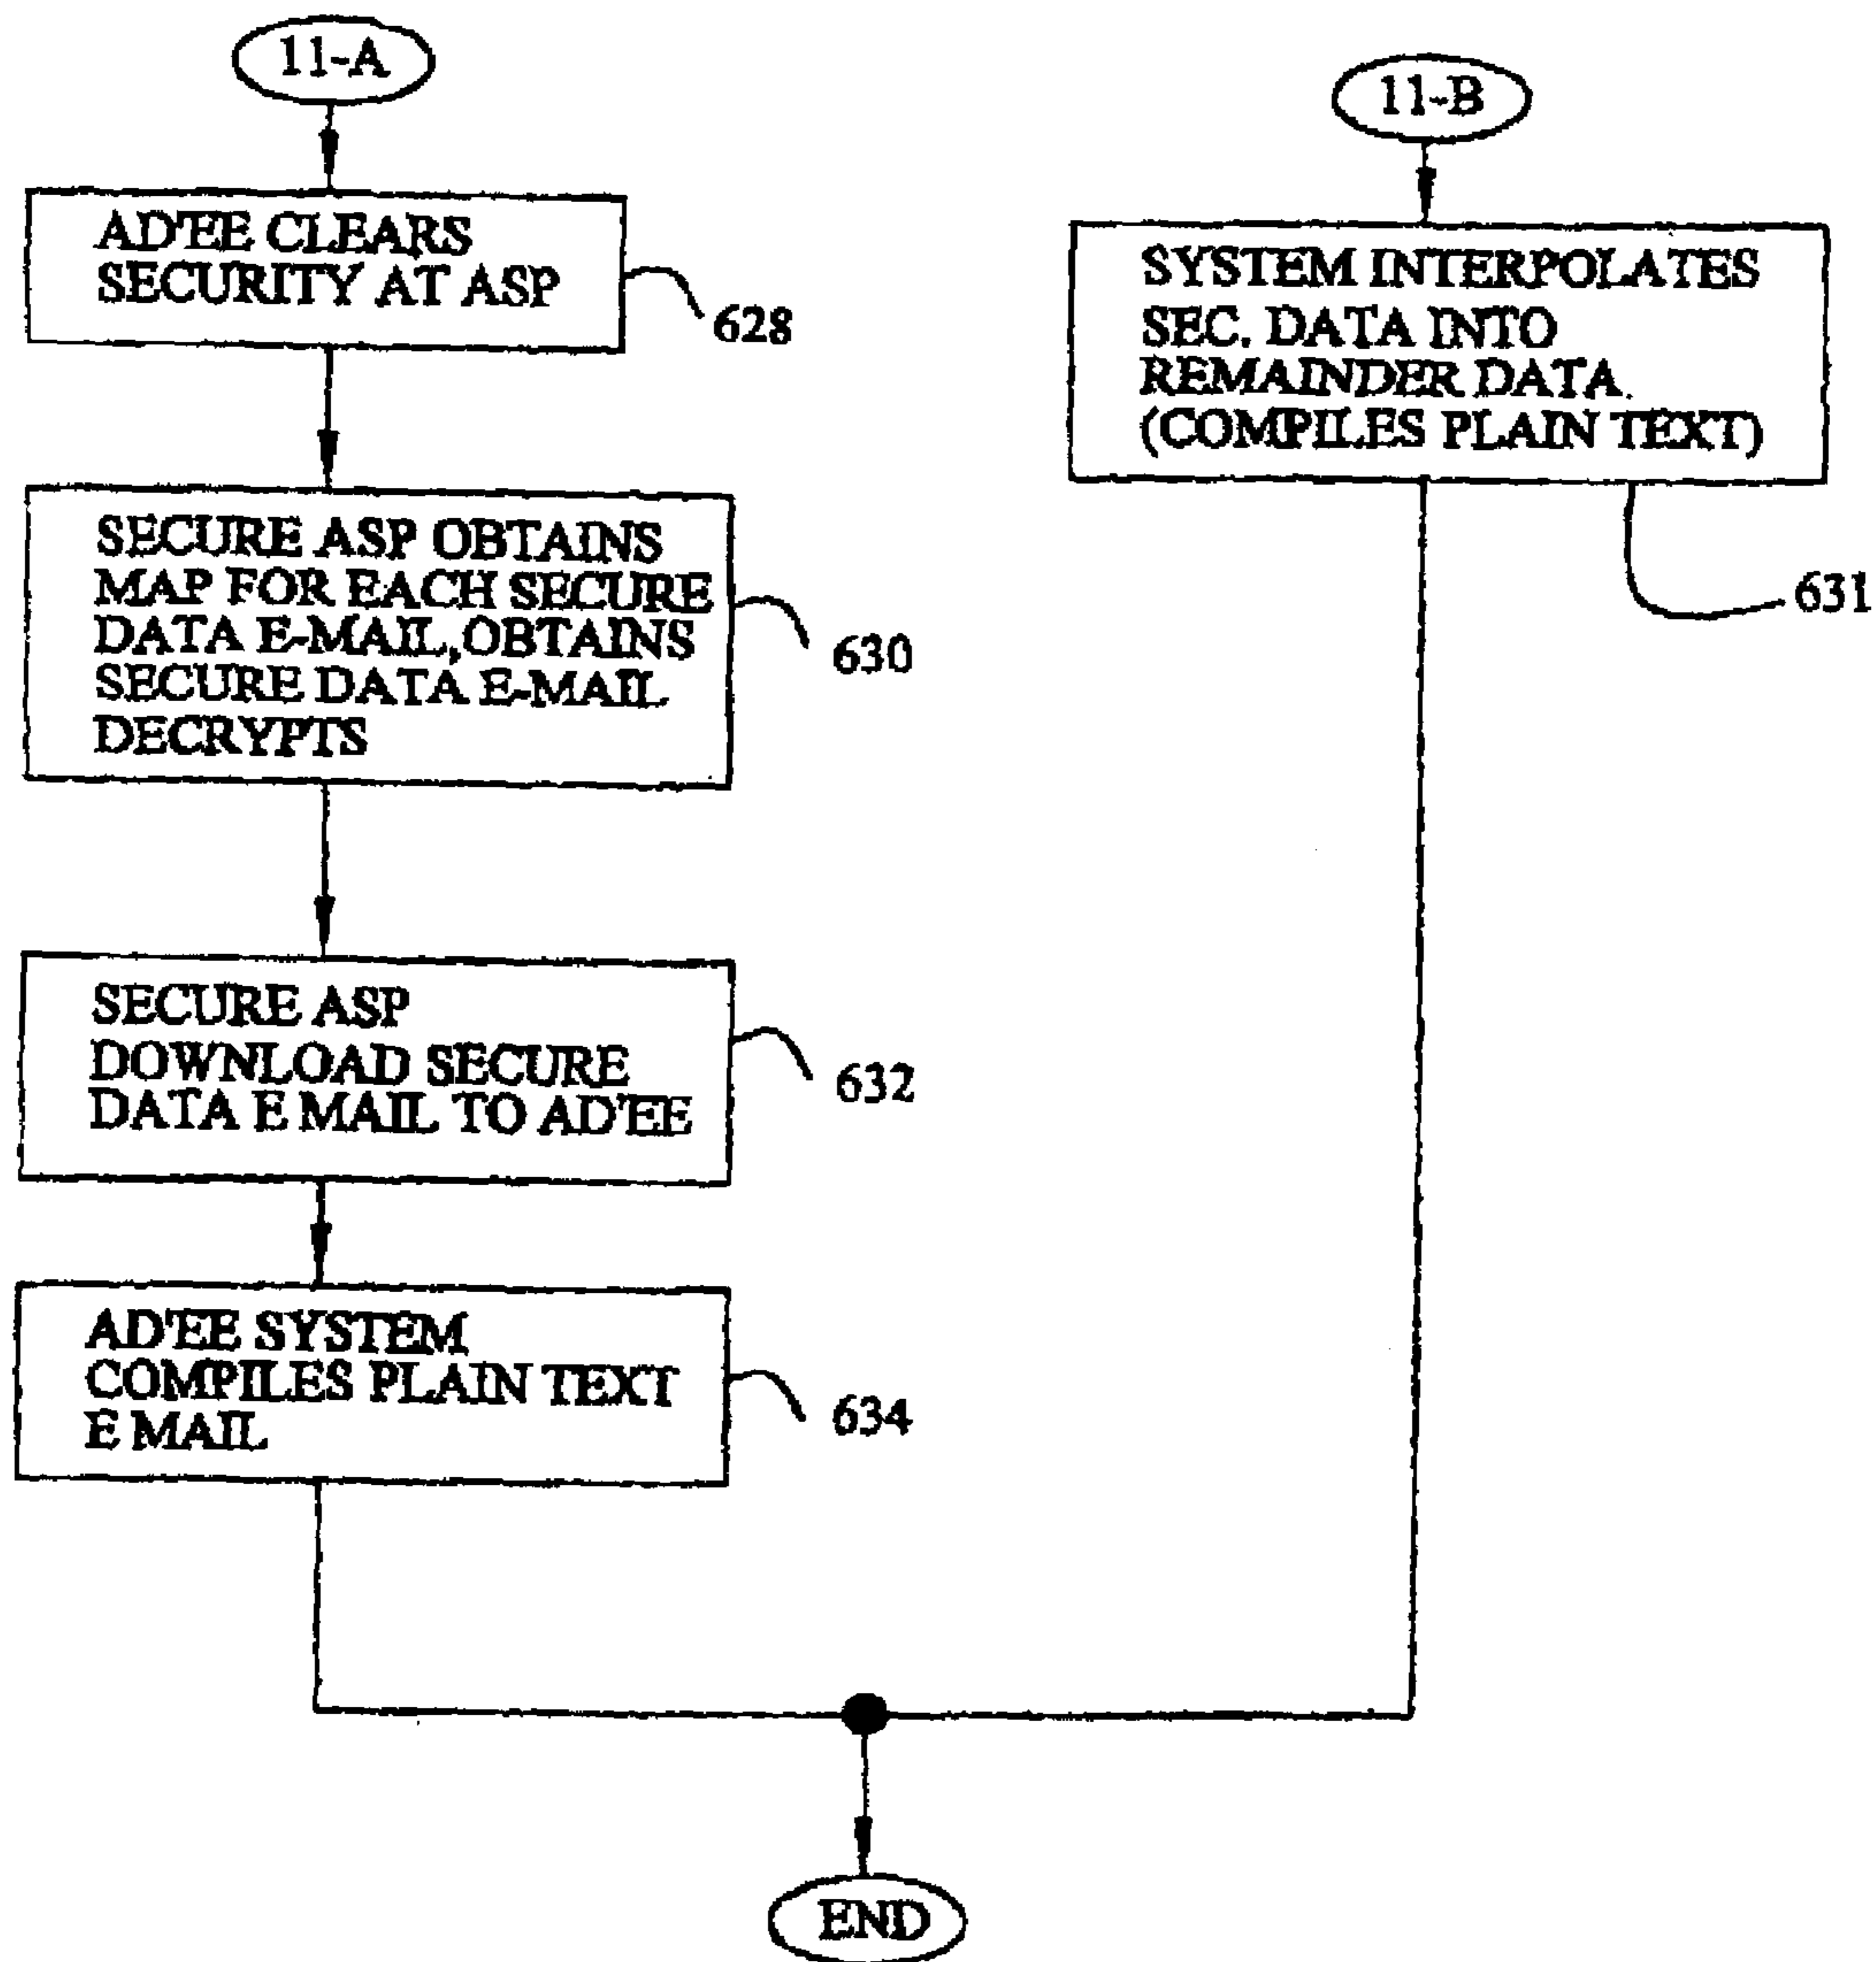 11-A
AD'EE CLEARS
SECURITY AT ASP
628
SECURE ASP OBTAINS
MAP FOR EACH SECURE
DATA E-MAIL, OBTAINS
SECURE DATA E-MAIL
DECRYPTS
630
SECURE ASP
DOWNLOAD SECURE
DATA E MAIL TO AD'EE
632
AD'EE SYSTEM
COMPILES PLAIN TEXT
E MAIL
634
11-B
SYSTEM INTERPOLATES
SEC. DATA INTO
REMAINDER DATA.
(COMPILES PLAIN TEXT)
631
END